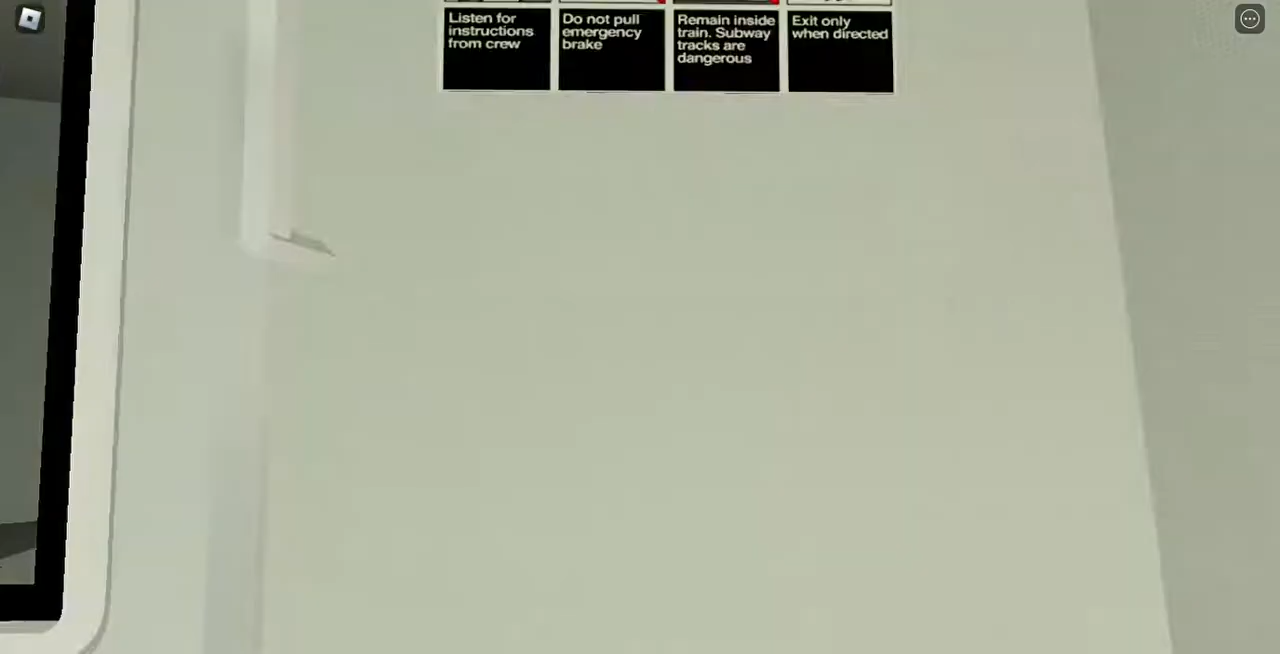 Listen for
instructions
from crew
Do not pull
emergency
brake
Remain inside
train. Subway
tracks are
dangerous
Exit only
when directed